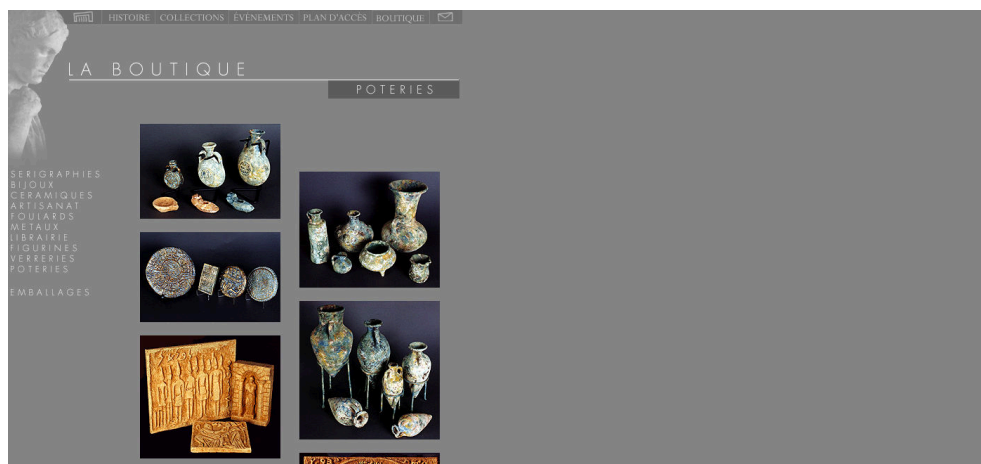 HISTOIRE COLLECTIONS ÉVÉNEMENTS PLAN D'ACCÈS BOUTIQUE
LA BOUTIQUE
POTERIES
SERIGRAPHIES
BIJOUX
CERAMIQUES
ARTISANAT
FOULARDS
METAUX
LIBRAIRIE
FIGURINES
VERRERIES
POTERIES
EMBALLAGES